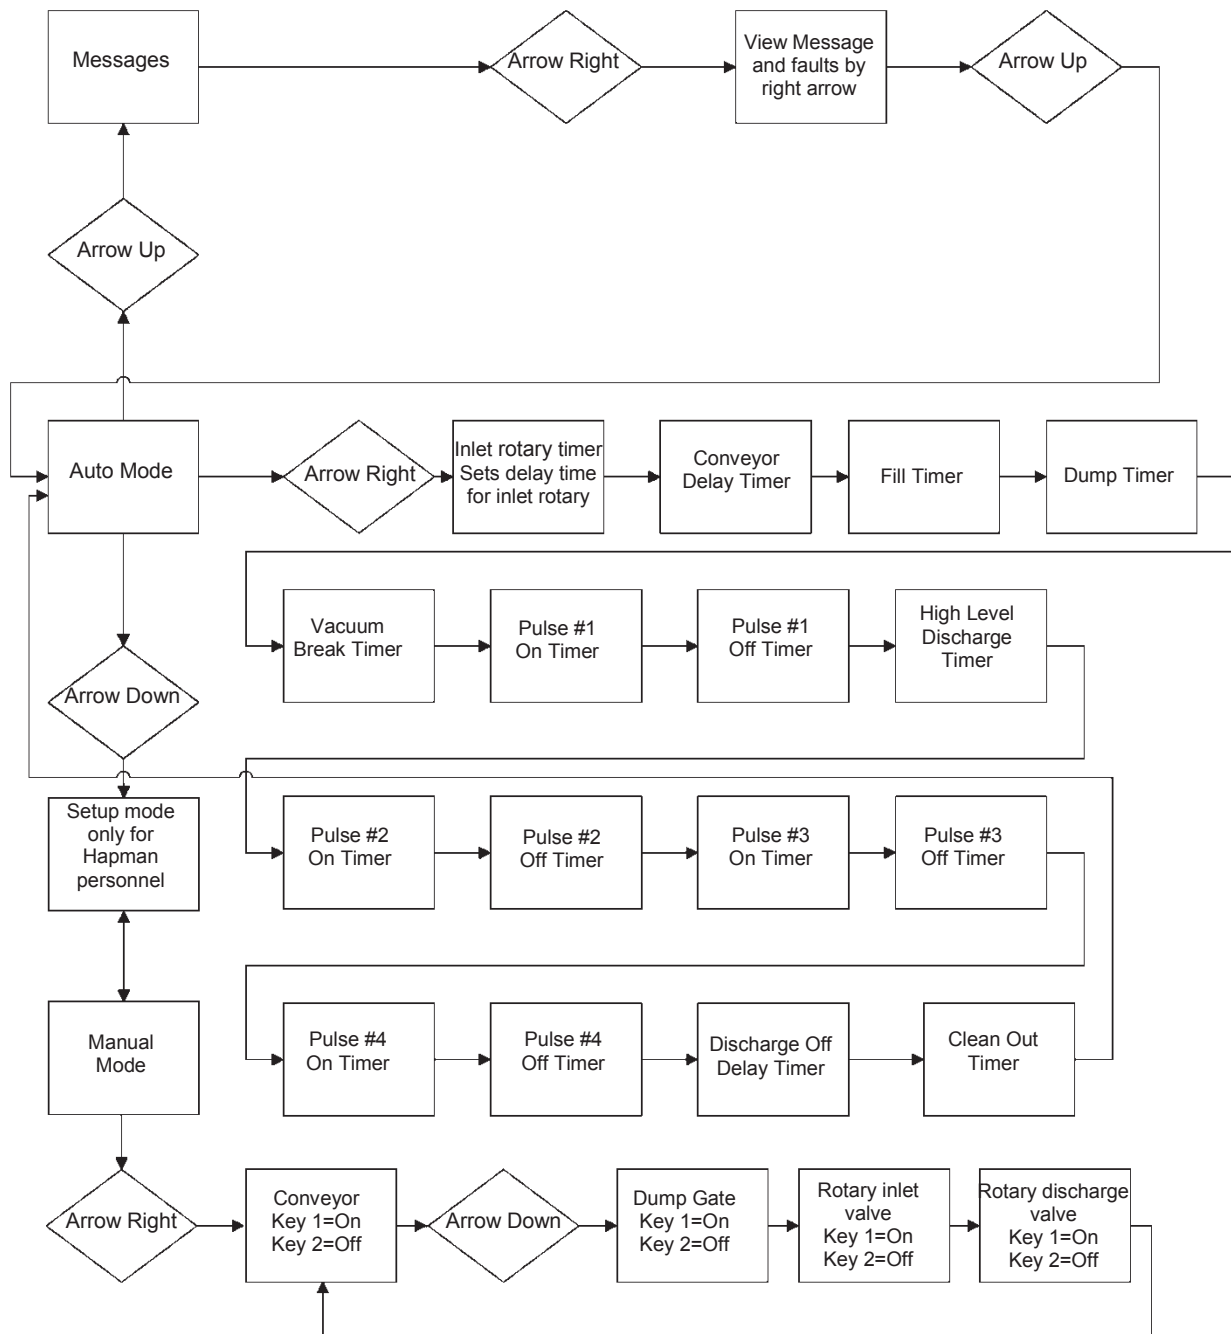 Messages
Arrow Right
View Message
and faults by
right arrow
Arrow Up
Arrow Up
Auto Mode
Arrow Right
Inlet rotary timer
Sets delay time
for inlet rotary
Conveyor
Delay Timer
Fill Timer
Dump Timer
Vacuum
Break Timer
Pulse #1
On Timer
Pulse #1
Off Timer
High Level
Discharge
Timer
Arrow Down
Setup mode
only for
Hapman
personnel
Pulse #2
On Timer
Pulse #2
Off Timer
Pulse #3
On Timer
Pulse #3
Off Timer
Manual
Mode
Pulse #4
On Timer
Pulse #4
Off Timer
Discharge Off
Delay Timer
Clean Out
Timer
Arrow Right
Conveyor
Key 1=On
Key 2=Off
Arrow Down
Dump Gate
Key 1=On
Key 2=Off
Rotary inlet
valve
Key 1=On
Key 2=Off
Rotary discharge
valve
Key 1=On
Key 2=Off